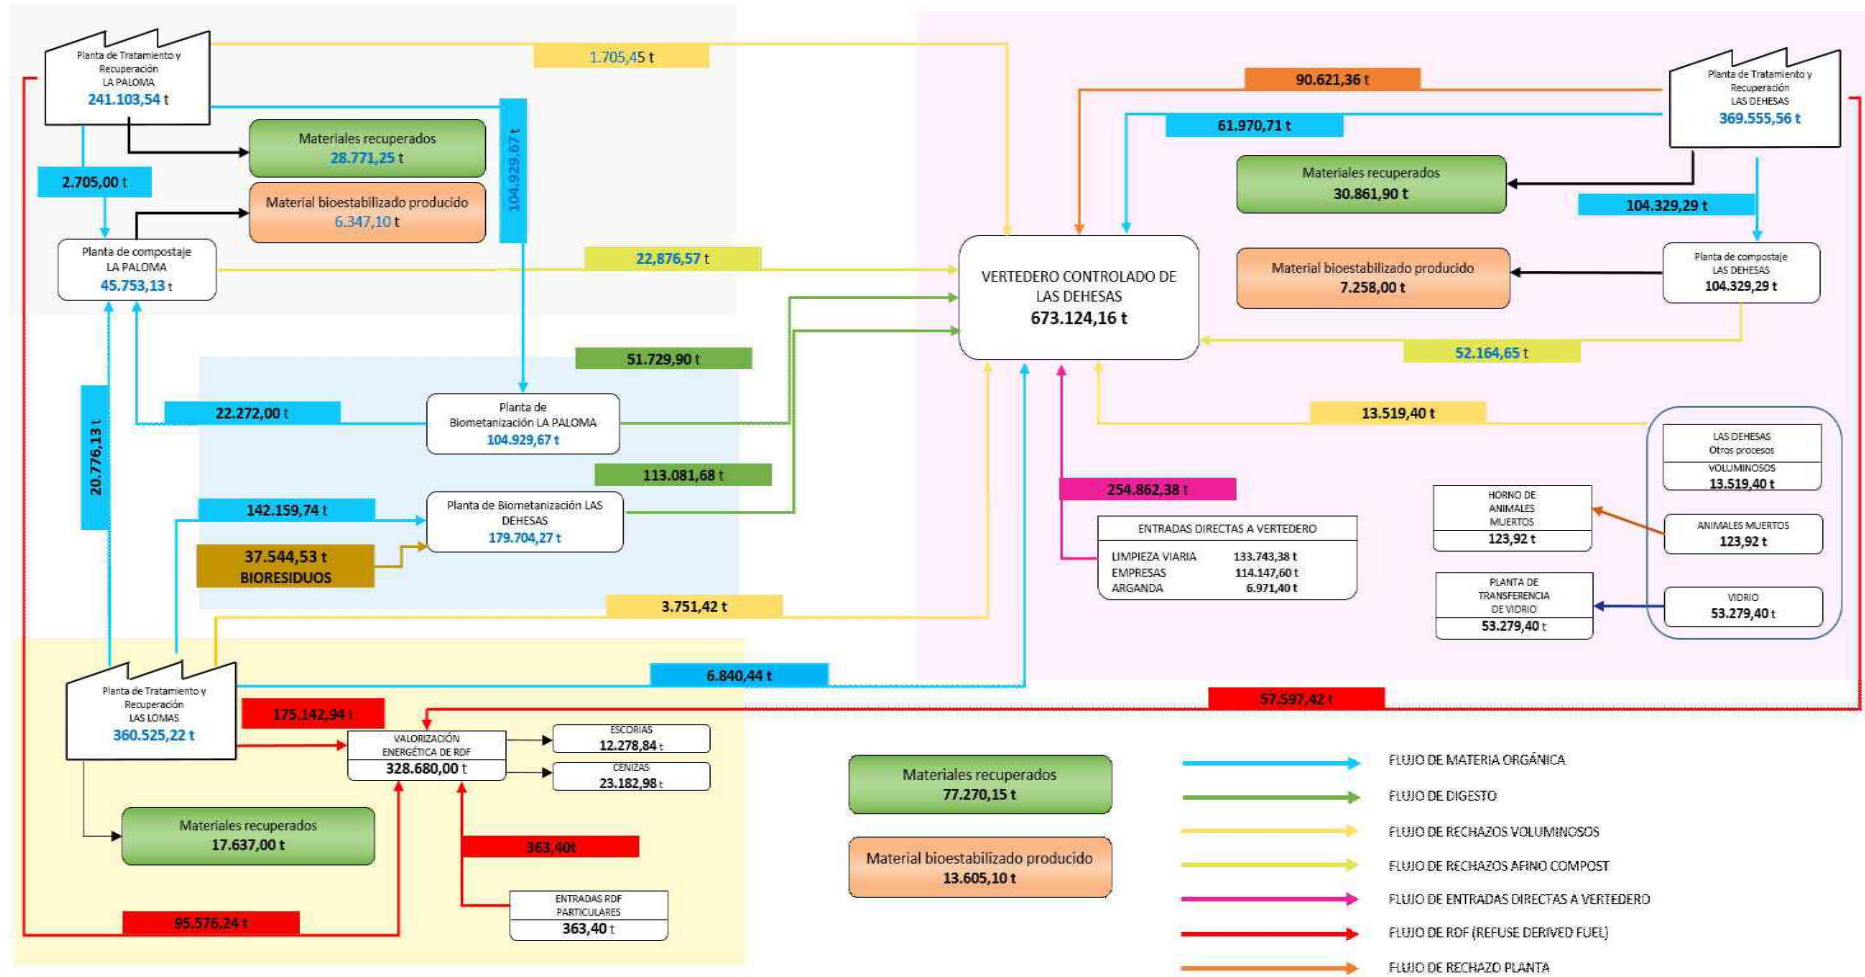 Planta de Tratamiento y
Recuperación
LA PALOMA
241.103,54 t
1.705,45 t
2.705,00 t
Materiales recuperados
28.771,25 t
Material bioestabilizado producido
6.347,10 t
104.929,67 t
Planta de compostaje
LA PALOMA
45.753,13 t
22,876,57 t
90.621,36 t
61.970,71 t
Planta de Tratamiento y
Recuperación
LAS DEHESAS
369.555,56 t
Materiales recuperados
30.861,90 t
104.329,29 t
Planta de compostaje
LAS DEHESAS
104.329,29 t
Material bioestabilizado producido
7.258,00 t
52.164,65 t
VERTEDERO CONTROLADO DE
LAS DEHESAS
673.124,16 t
51.729,90 t
22.272,00 t
Planta de
Biometanización LA PALOMA
104.929,67 t
20.776,13 t
113.081,68 t
142.159,74 t
Planta de Biometanización LAS
DEHESAS
179.704,27 t
37.544,53 t
BIORESIDUOS
3.751,42 t
13.519,40 t
254.862,38 t
ENTRADAS DIRECTAS A VERTEDERO
LIMPIEZA VIARIA 133.743,38 t
EMPRESAS 114.147,60 t
ARGANDA 6.971,40 t
LAS DEHESAS
Otros procesos
VOLUMINOSOS
13.519,40 t
HORNO DE
ANIMALES
MUERTOS
123,92 t
ANIMALES MUERTOS
123,92 t
PLANTA DE
TRANSFERENCIA
DE VIDRIO
53.279,40 t
VIDRIO
53.279,40 t
Planta de Tratamiento y
Recuperación
LAS LOMAS
360.525,22 t
6.840,44 t
175.142,94 t
57.597,42 t
VALORIZACIÓN
ENERGÉTICA DE RDF
328.680,00 t
ESCORIAS
12.278,84 t
CENIZAS
23.182,98 t
Materiales recuperados
17.637,00 t
363,40t
ENTRADAS RDF
PARTICULARES
363,40 t
95.576,24 t
Materiales recuperados
77.270,15 t
Material bioestabilizado producido
13.605,10 t
FLUJO DE MATERIA ORGÁNICA
FLUJO DE DIGESTO
FLUJO DE RECHAZOS VOLUMINOSOS
FLUJO DE RECHAZOS AFINO COMPOST
FLUJO DE ENTRADAS DIRECTAS A VERTEDERO
FLUJO DE RDF (REFUSE DERIVED FUEL)
FLUJO DE RECHAZO PLANTA